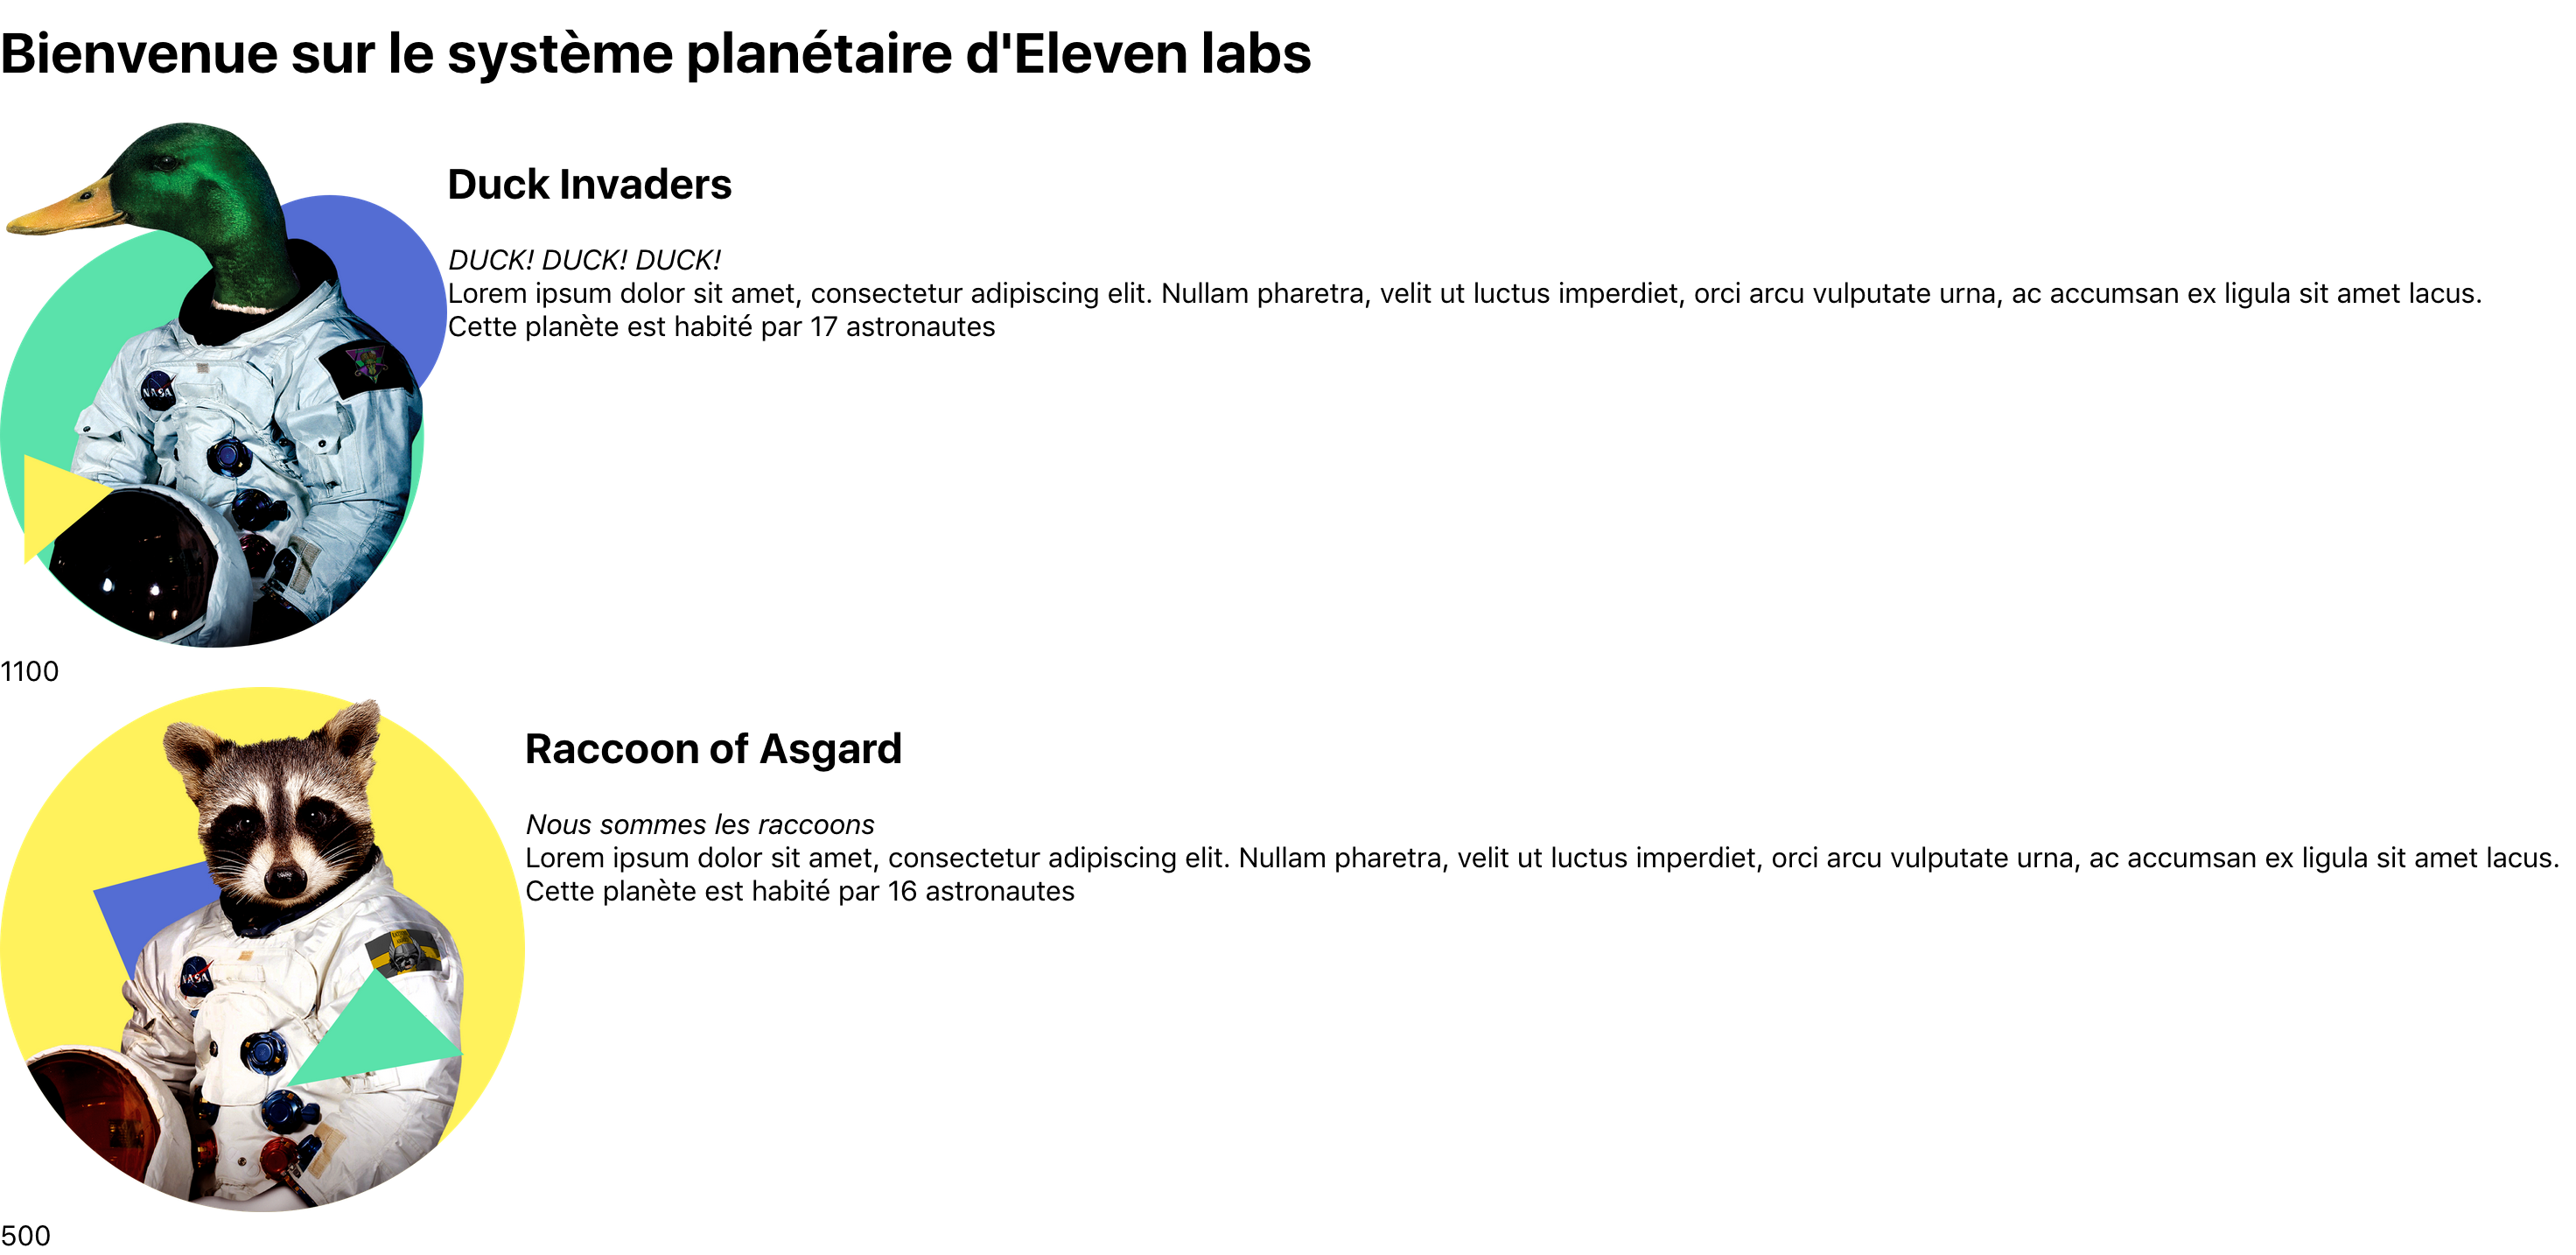 Bienvenue sur le système planétaire d'Eleven labs
Duck Invaders
DUCK! DUCK! DUCK!
Lorem ipsum dolor sit amet, consectetur adipiscing elit. Nullam pharetra, velit ut luctus imperdiet, orci arcu vulputate urna, ac accumsan ex ligula sit amet lacus.
Cette planète est habité par 17 astronautes
NASA
1100
Raccoon of Asgard
Nous sommes les raccoons
Lorem ipsum dolor sit amet, consectetur adipiscing elit. Nullam pharetra, velit ut luctus imperdiet, orci arcu vulputate urna, ac accumsan ex ligula sit amet lacus.
Cette planète est habité par 16 astronautes
NASA
500